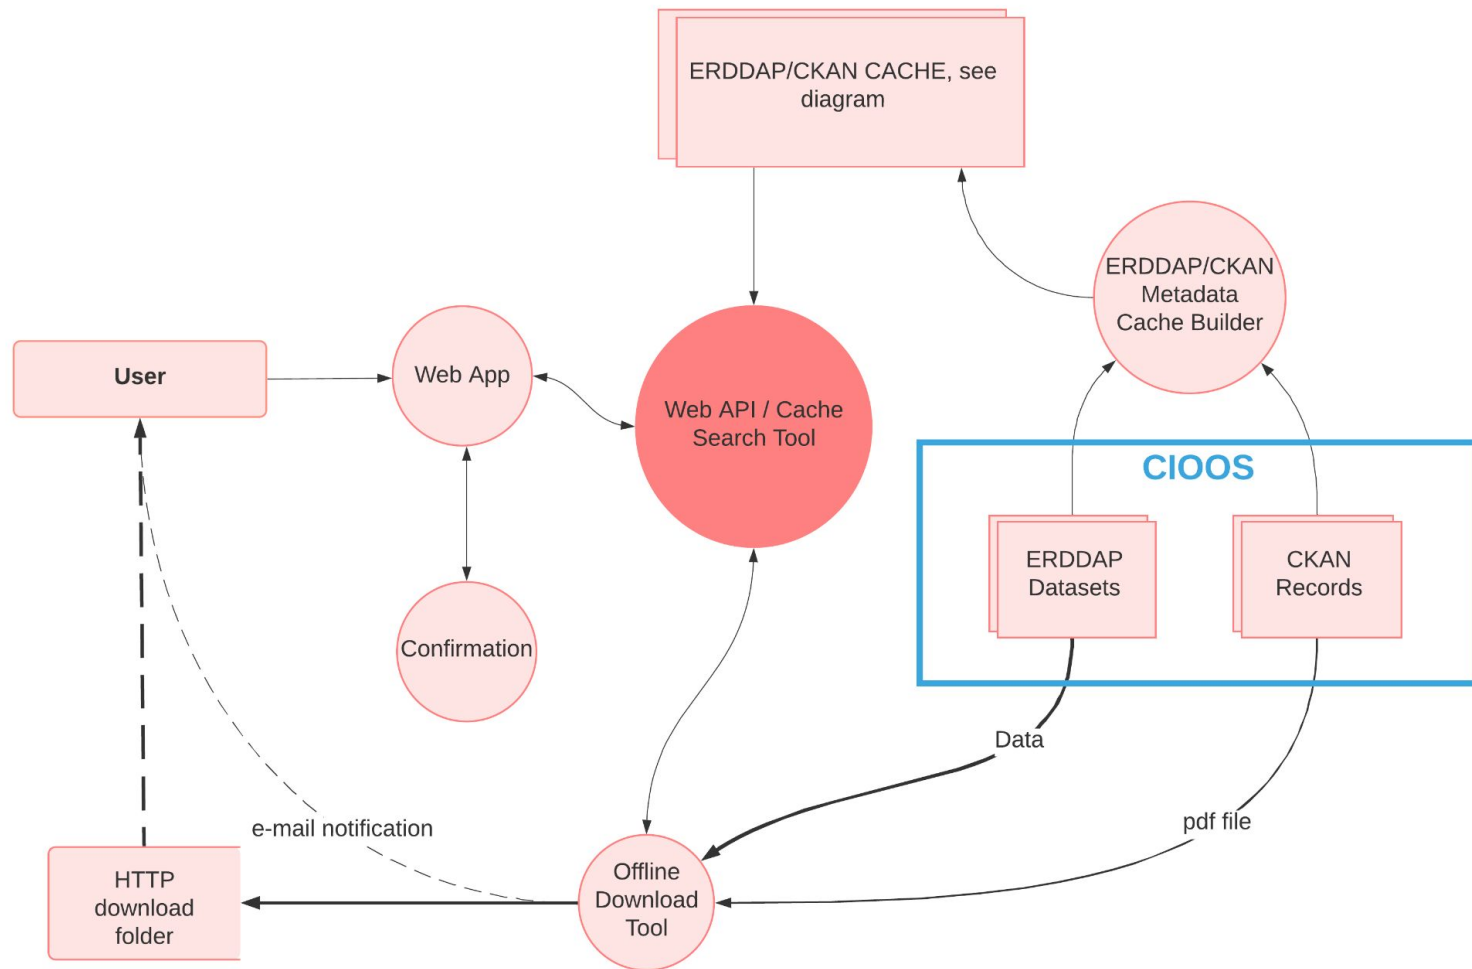 ERDDAP/CKAN CACHE, see
diagram
ERDDAP/CKAN
Metadata
Cache Builder
User
Web App
Web API / Cache
Search Tool
CIOOS
ERDDAP
Datasets
CKAN
Records
Confirmation
Data
pdf file
e-mail notification
HTTP
download
folder
Offline
Download
Tool